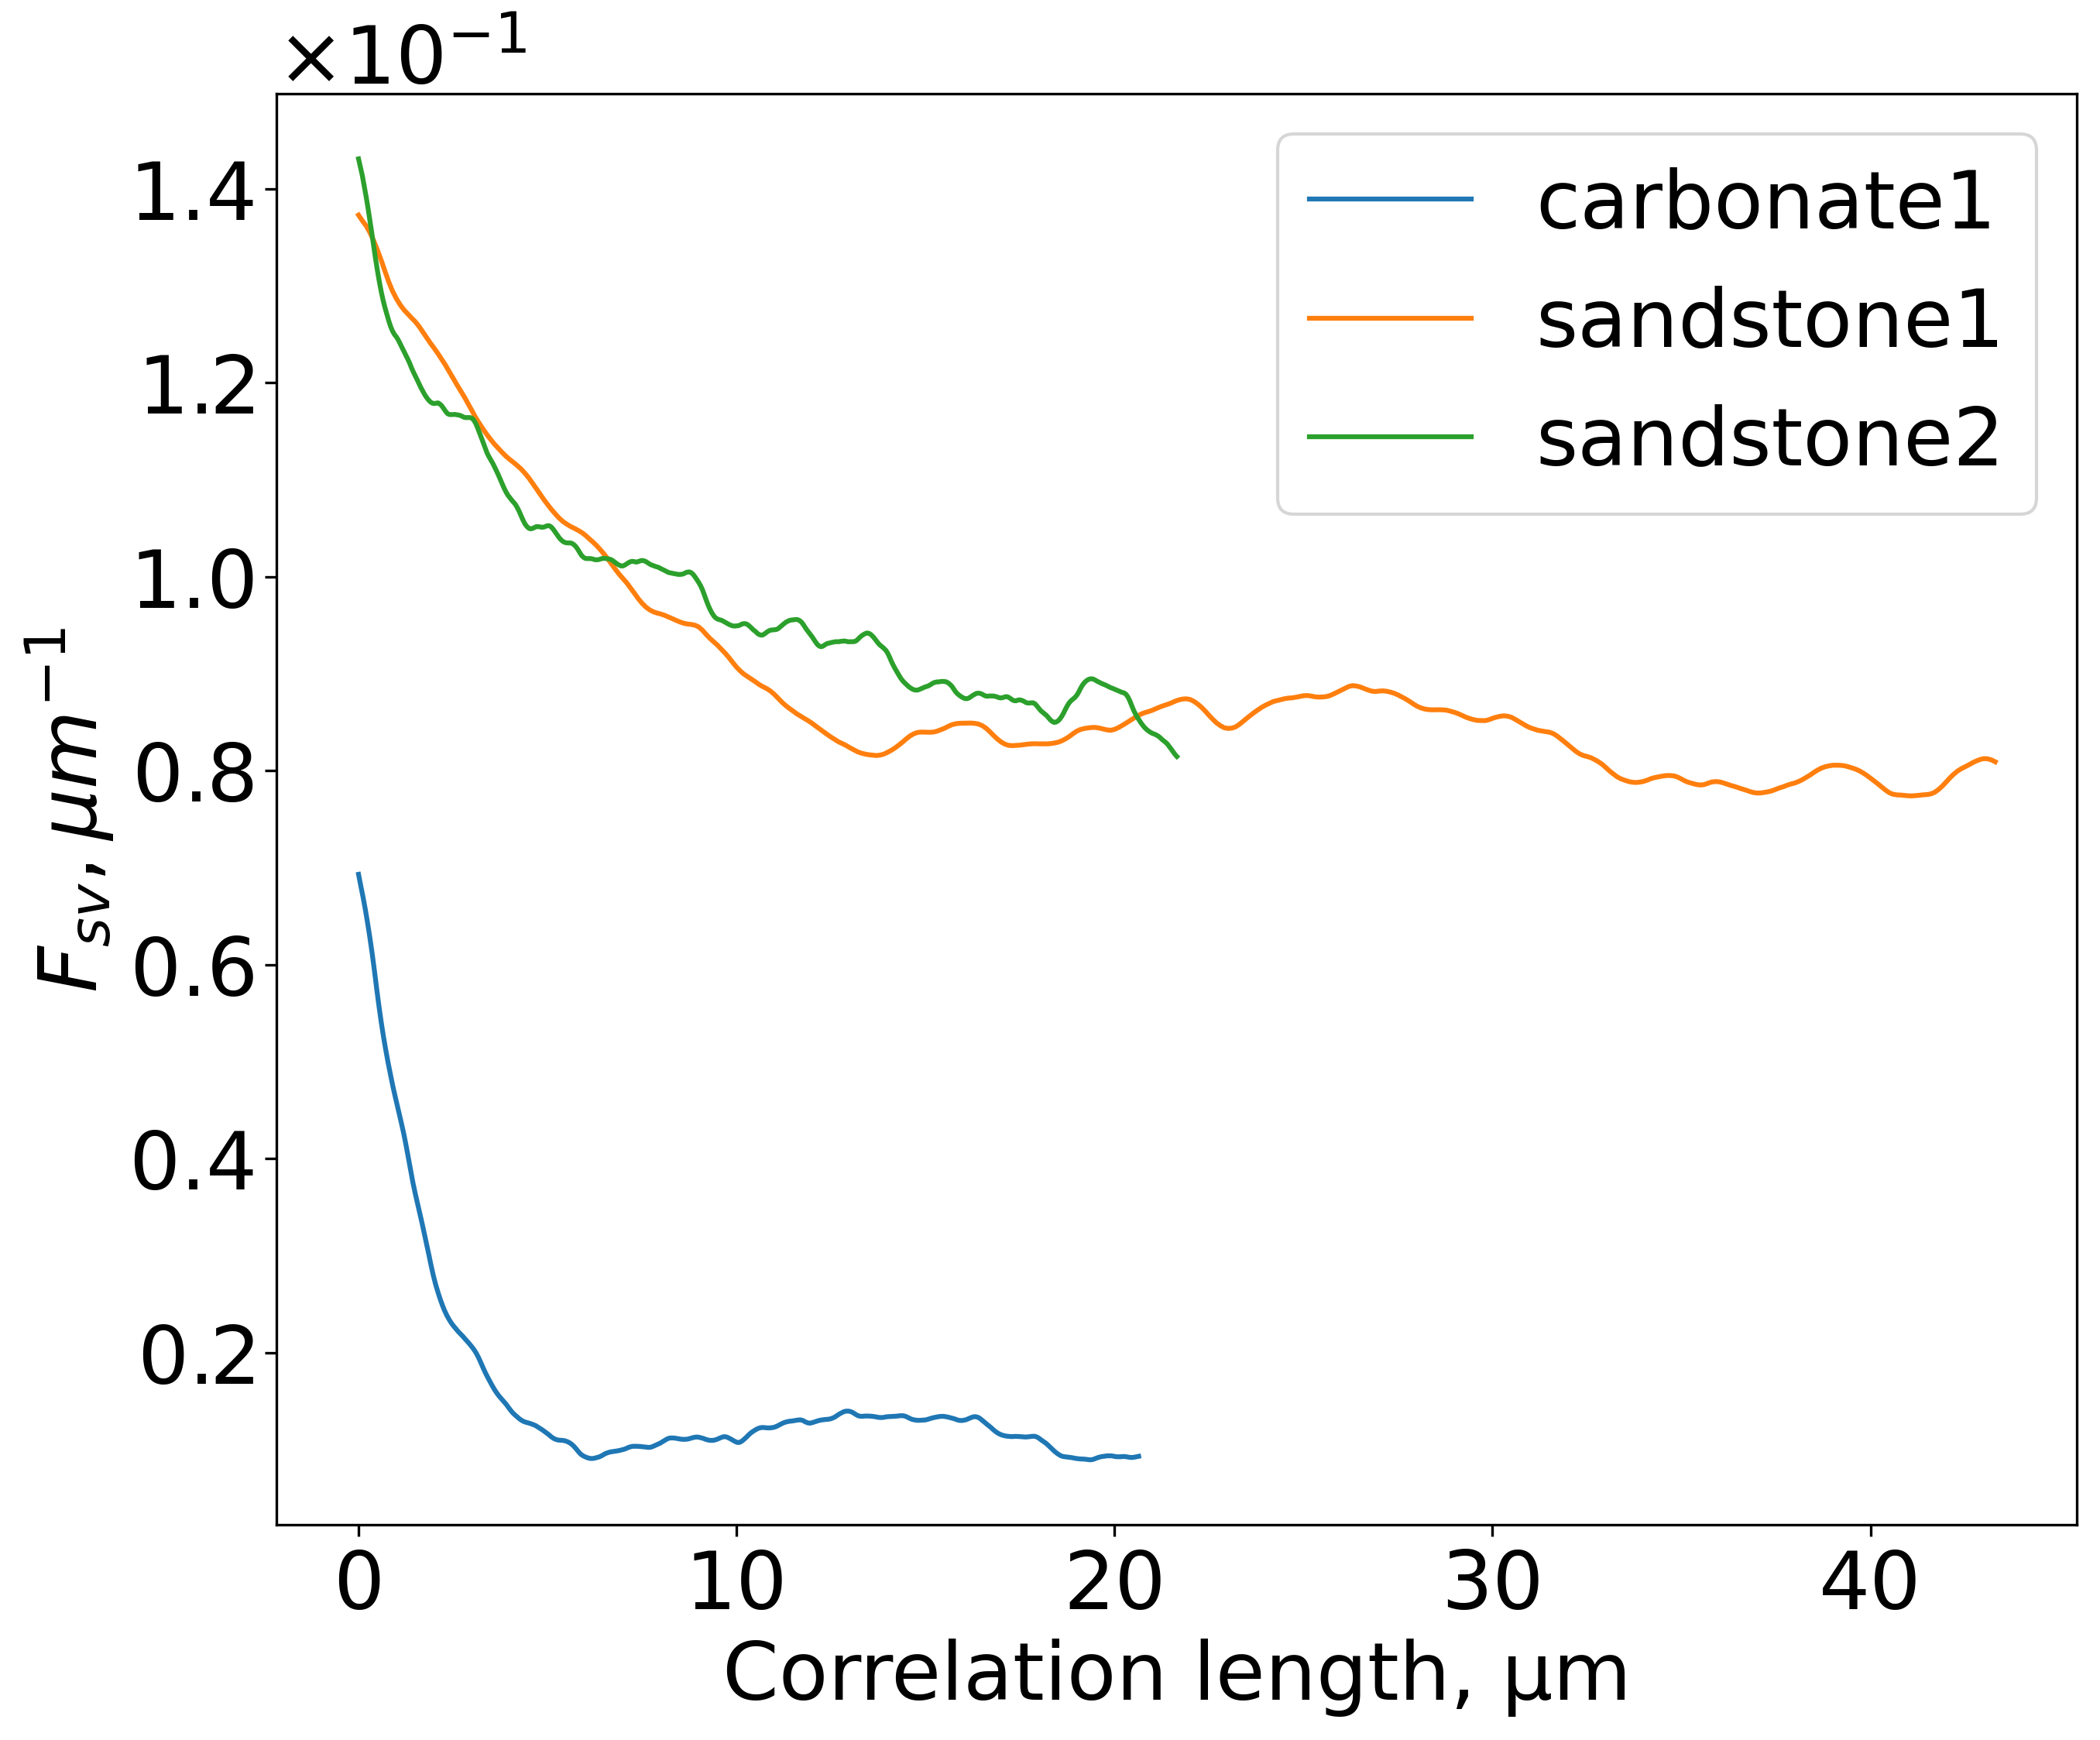 ×10⁻¹
1.4
1.2
1.0
0.8
0.6
0.4
0.2
F_sv, μm⁻¹
carbonate1
sandstone1
sandstone2
0 10 20 30 40
Correlation length, μm